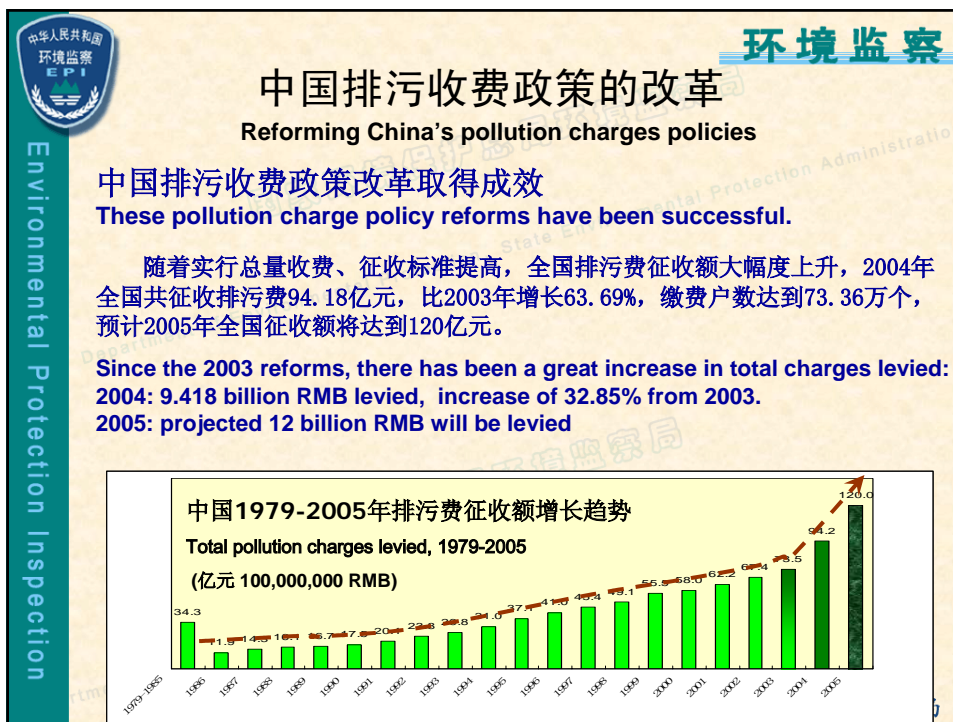 中华人民共和国
环境监察
EPI
环境监察
中国排污收费政策的改革
Reforming China's pollution charges policies
Environmental Protection Inspection
中国排污收费政策改革取得成效
These pollution charge policy reforms have been successful.
随着实行总量收费、征收标准提高，全国排污费征收额大幅度上升，2004年
全国共征收排污费94.18亿元，比2003年增长63.69%，缴费户数达到73.36万个，
预计2005年全国征收额将达到120亿元。
Since the 2003 reforms, there has been a great increase in total charges levied:
2004: 9.418 billion RMB levied, increase of 32.85% from 2003.
2005: projected 12 billion RMB will be levied
中国1979-2005年排污费征收额增长趋势
Total pollution charges levied, 1979-2005
(亿元 100,000,000 RMB)
34.3 62.2 94.2 120.0
1979-1985 1986 1987 1988 1989 1990 1991 1992 1993 1994 1995 1996 1997 1998 1999 2000 2001 2002 2003 2004 2005